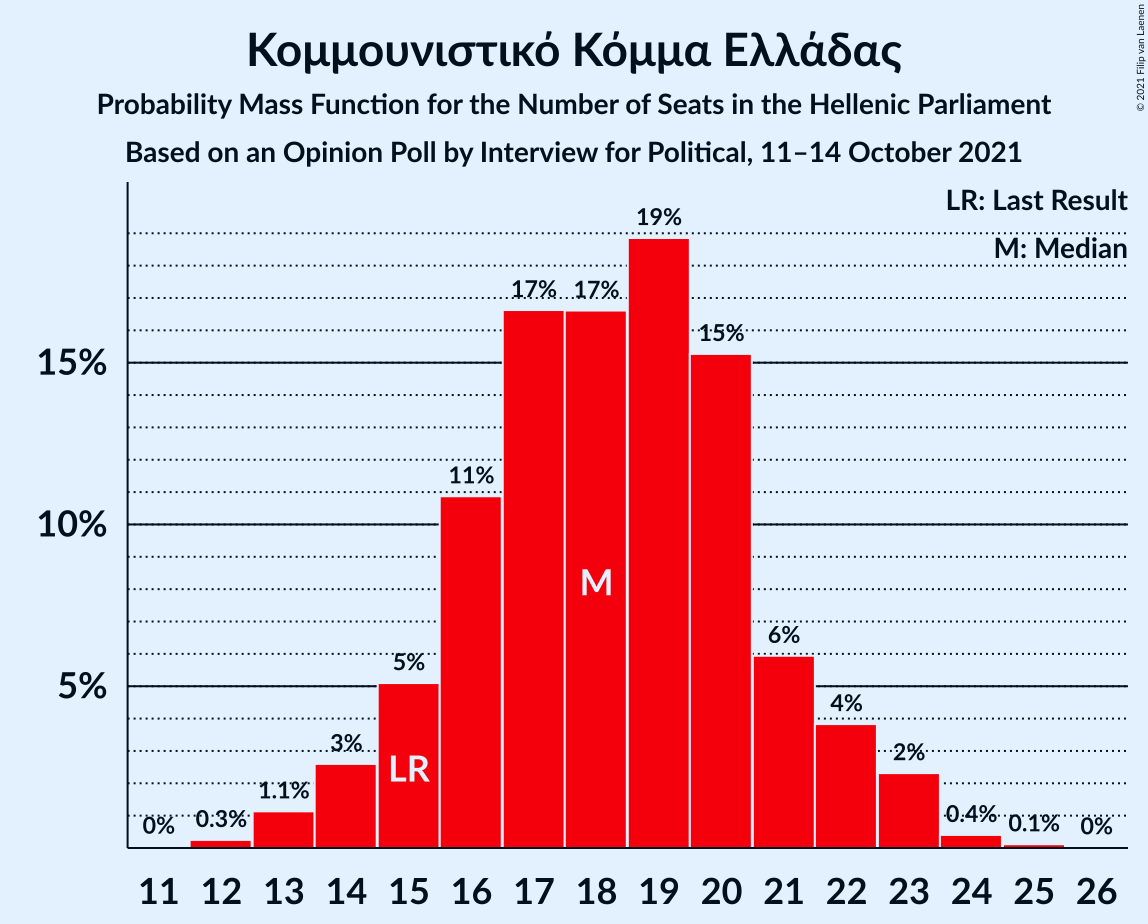 Κομμουνιστικό Κόμμα Ελλάδας
Probability Mass Function for the Number of Seats in the Hellenic Parliament
Based on an Opinion Poll by Interview for Political, 11–14 October 2021
© 2021 Filip van Laenen
LR: Last Result
M: Median
15%
10%
5%
0%
0.3%
1.1%
3%
5%
11%
17%
17%
19%
15%
6%
4%
2%
0.4%
0.1%
0%
LR
M
11 12 13 14 15 16 17 18 19 20 21 22 23 24 25 26